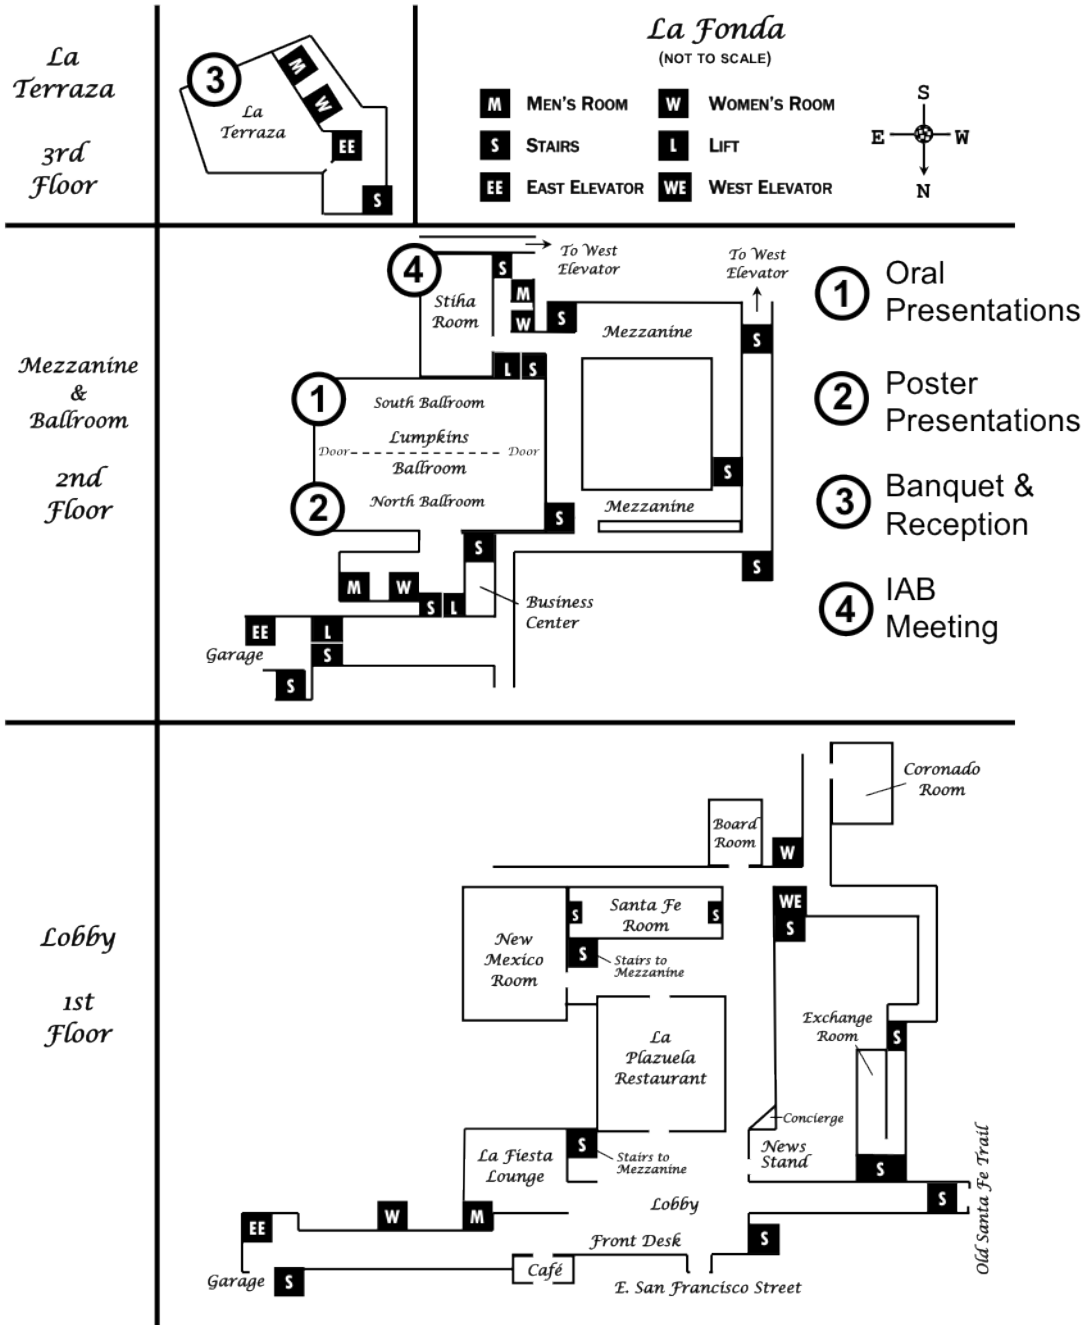 La
Terraza
3rd
Floor
3
M
W
La
Terraza
EE
S
La Fonda
(NOT TO SCALE)
M MEN'S ROOM
W WOMEN'S ROOM
S STAIRS
L LIFT
EE EAST ELEVATOR
WE WEST ELEVATOR
S
E W
N
Mezzanine
&
Ballroom
2nd
Floor
4
S
To West
Elevator
M
Stiha
Room
W
S
Mezzanine
To West
Elevator
S
L S
1
South Ballroom
Lumpkins
Door Door
Ballroom
North Ballroom
2
S
Mezzanine
S
S
S
M
W
S L
Business
Center
EE
L
Garage
S
S
1 Oral
Presentations
2 Poster
Presentations
3 Banquet &
Reception
4 IAB
Meeting
Lobby
1st
Floor
Coronado
Room
Board
Room
W
WE
S
S
Santa Fe
Room
S
New
Mexico
Room
S
Stairs to
Mezzanine
La
Plazuela
Restaurant
Exchange
Room
S
Concierge
News
Stand
S
La Fiesta
Lounge
S
Stairs to
Mezzanine
Lobby
S
Old Santa Fe Trail
EE
W
M
Front Desk
S
Garage
S
Café
E. San Francisco Street